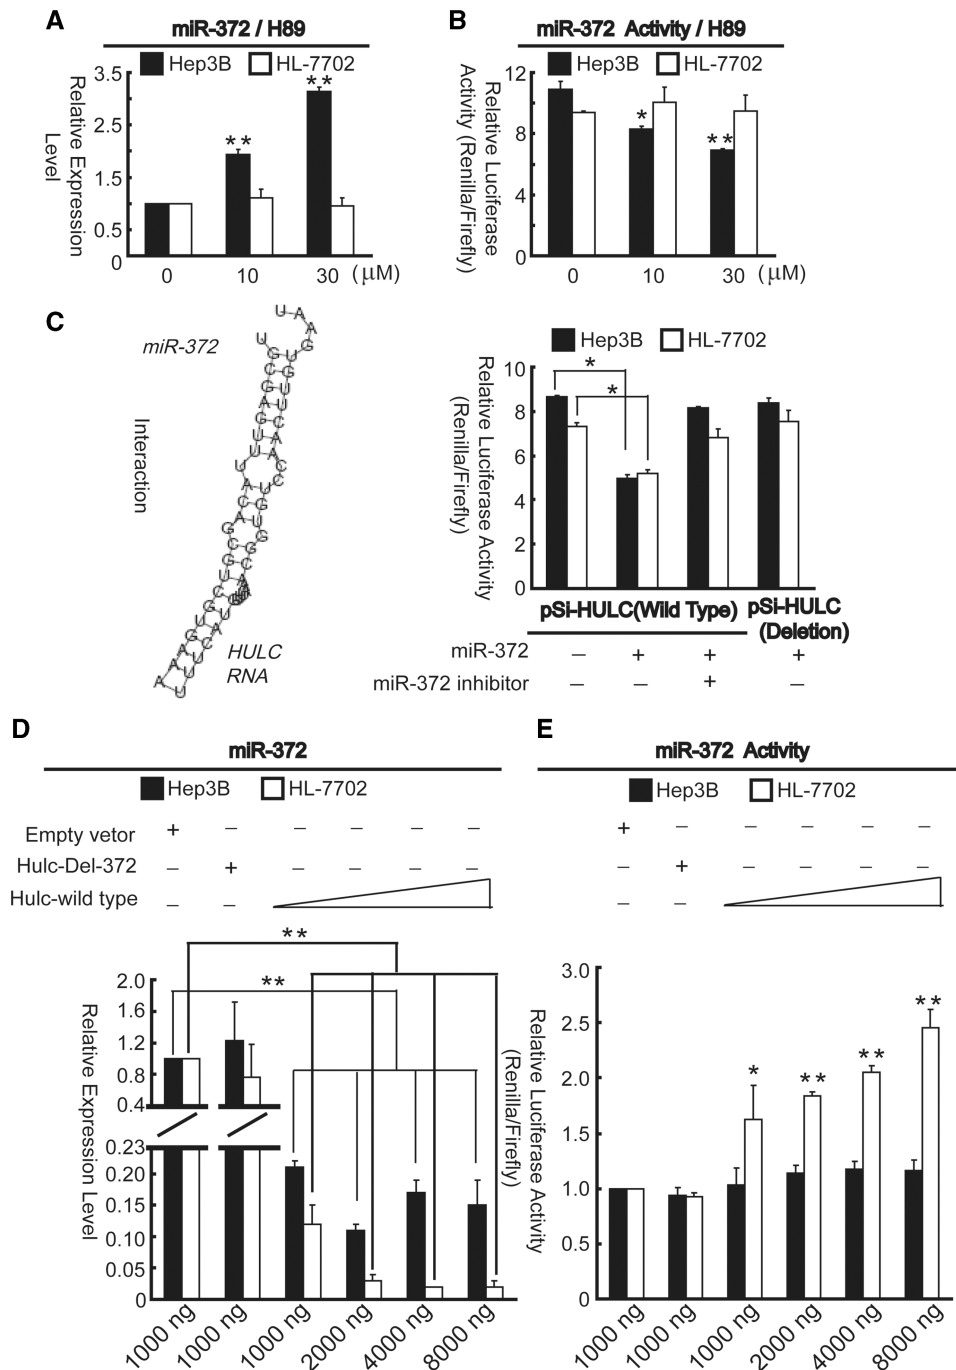 A
miR-372 / H89
Hep3B HL-7702
Relative Expression
Level
3.5
2.5
1.5
0.5
0
** **
0 10 30 (μM)
B
miR-372 Activity / H89
Hep3B HL-7702
Relative Luciferase
Activity (Renilla/Firefly)
12
8
4
0
* **
0 10 30 (μM)
C
miR-372
Interaction
HULC
RNA
Hep3B HL-7702
Relative Luciferase Activity
(Renilla/Firefly)
10
8
6
4
2
0
*
*
pSi-HULC(Wild Type) pSi-HULC
(Deletion)
miR-372 – + + +
miR-372 inhibitor – – + –
D
miR-372
Hep3B HL-7702
Empty vetor + – – – – –
Hulc-Del-372 – + – – – –
Hulc-wild type – –
**
**
Relative Expression Level
2.0
1.6
1.2
0.8
0.4
0.23
0.20
0.15
0.10
0.05
0
1000 ng 1000 ng 1000 ng 2000 ng 4000 ng 8000 ng
E
miR-372 Activity
Hep3B HL-7702
+ – – – – –
– + – – – –
– –
Relative Luciferase Activity
(Renilla/Firefly)
3.0
2.5
2.0
1.5
1.0
0.5
0
* ** ** **
1000 ng 1000 ng 1000 ng 2000 ng 4000 ng 8000 ng